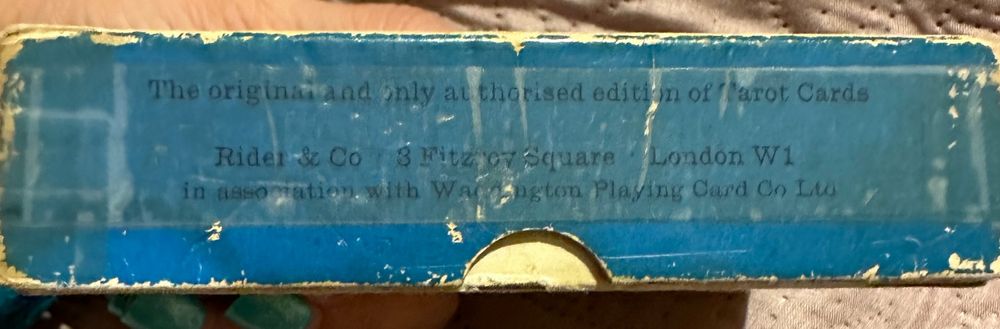 The original and only authorised edition of Tarot Cards
Rider & Co · 3 Fitzroy Square · London W1
in association with Waddington Playing Card Co Ltd